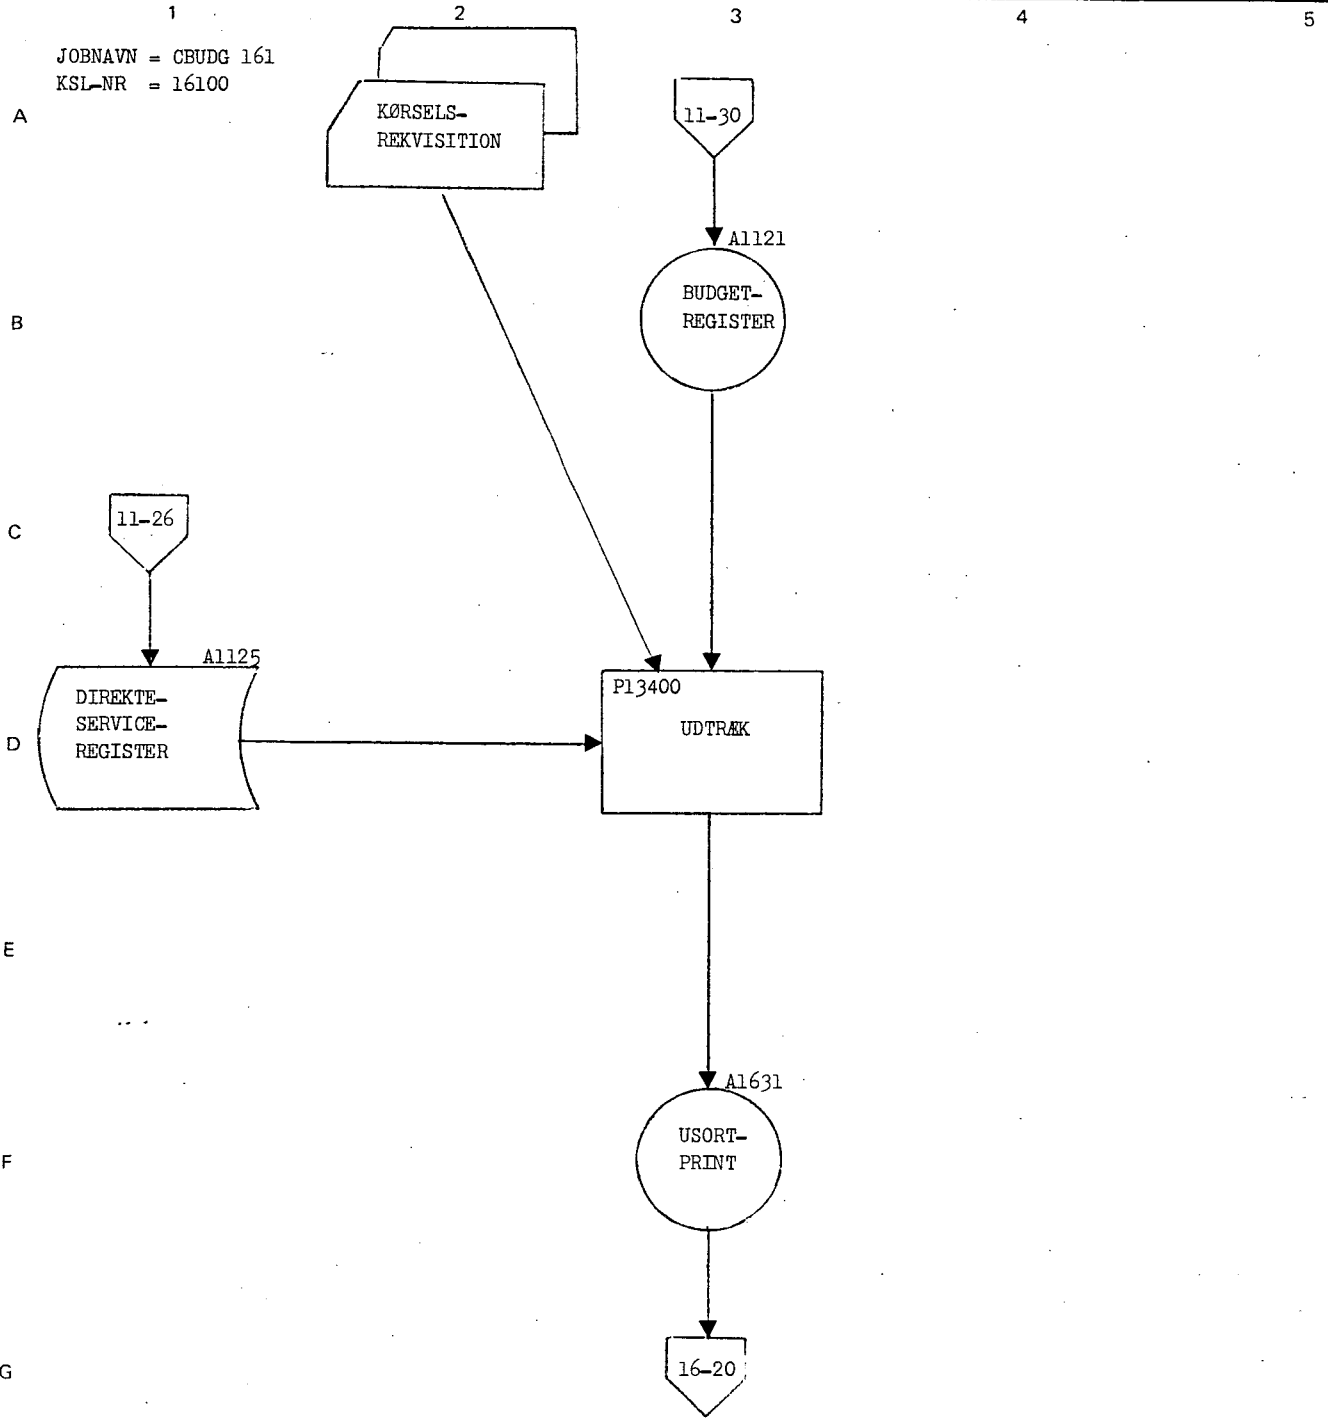 1 2 3 4 5
JOBNAVN = CBUDG 161
KSL-NR = 16100
A
KØRSELS-
REKVISITION
11-30
A1121
B
BUDGET-
REGISTER
C
11-26
A1125
DIREKTE-
SERVICE-
REGISTER
D
P13400
UDTRÆK
E
A1631
F
USORT-
PRINT
G
16-20